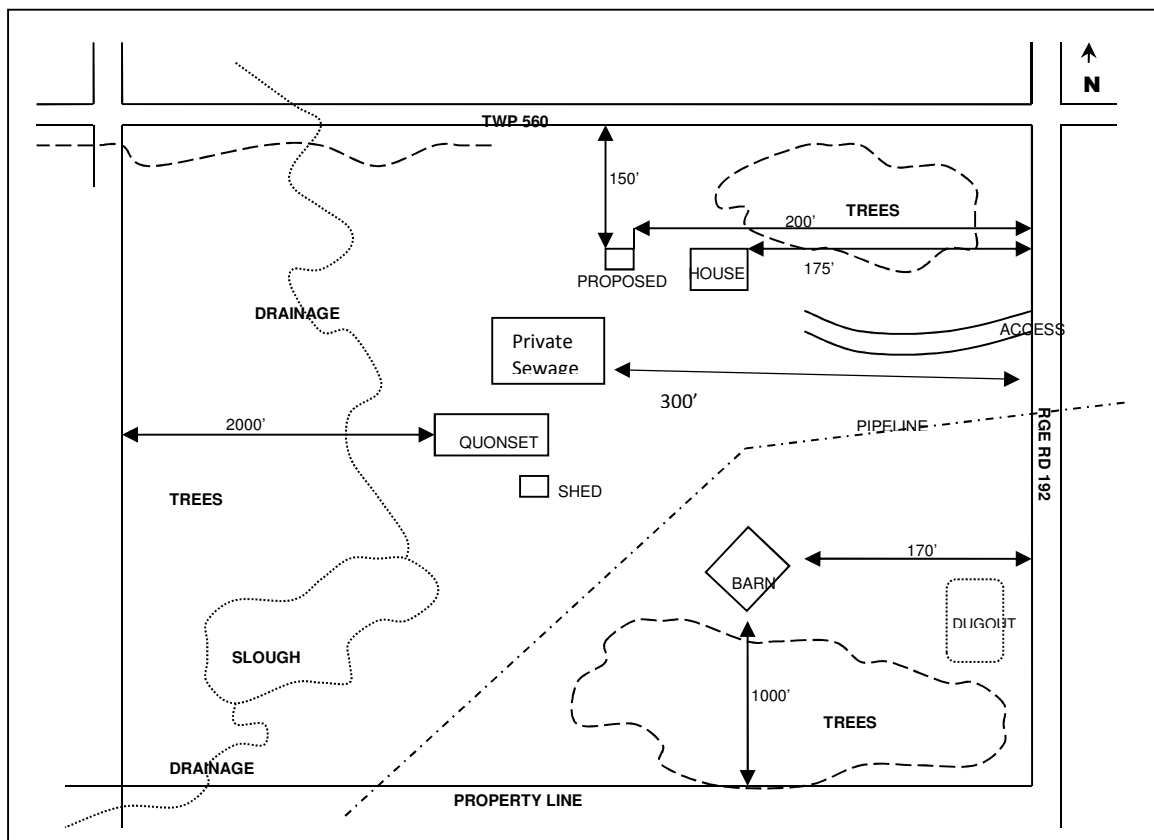 N
TWP 560
150'
TREES
200'
PROPOSED
HOUSE
175'
DRAINAGE
ACCESS
Private
Sewage
300'
2000'
QUONSET
PIPELINE
RGE RD 192
TREES
SHED
170'
BARN
DUGOUT
SLOUGH
1000'
TREES
DRAINAGE
PROPERTY LINE